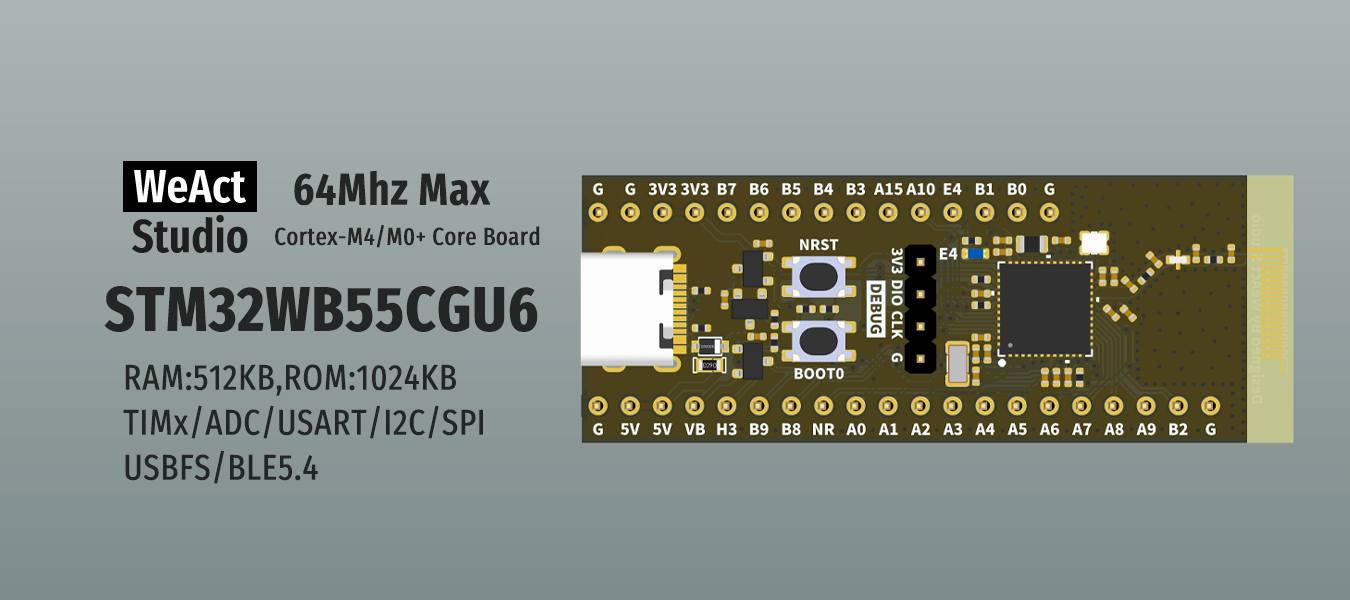 WeAct
Studio
64Mhz Max
Cortex-M4/M0+ Core Board
STM32WB55CGU6
RAM:512KB,ROM:1024KB
TIMx/ADC/USART/I2C/SPI
USBFS/BLE5.4
G G 3V3 3V3 B7 B6 B5 B4 B3 A15 A10 E4 B1 B0 G
NRST
BOOT0
3V3 DIO CLK G
DEBUG
E4
G 5V 5V VB H3 B9 B8 NR A0 A1 A2 A3 A4 A5 A6 A7 A8 A9 B2 G